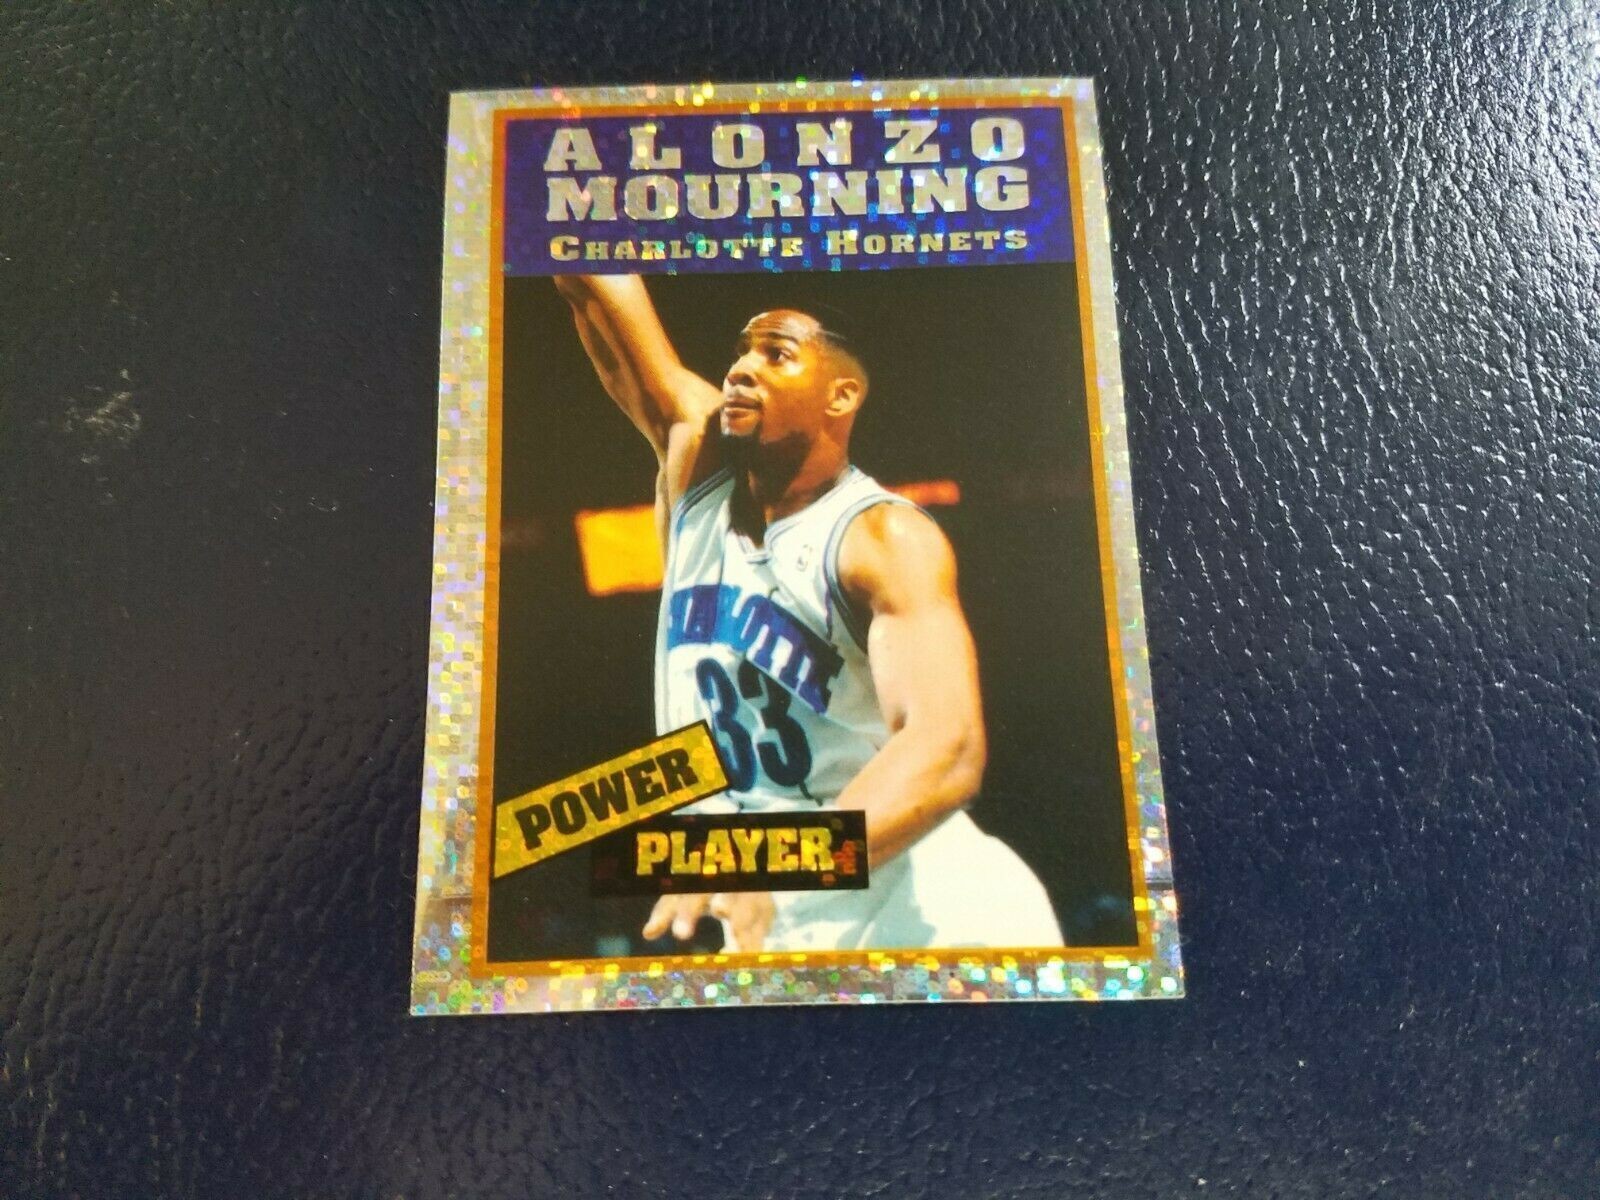 ALONZO
MOURNING
CHARLOTTE HORNETS
CHARLOTTE
33
POWER
PLAYER